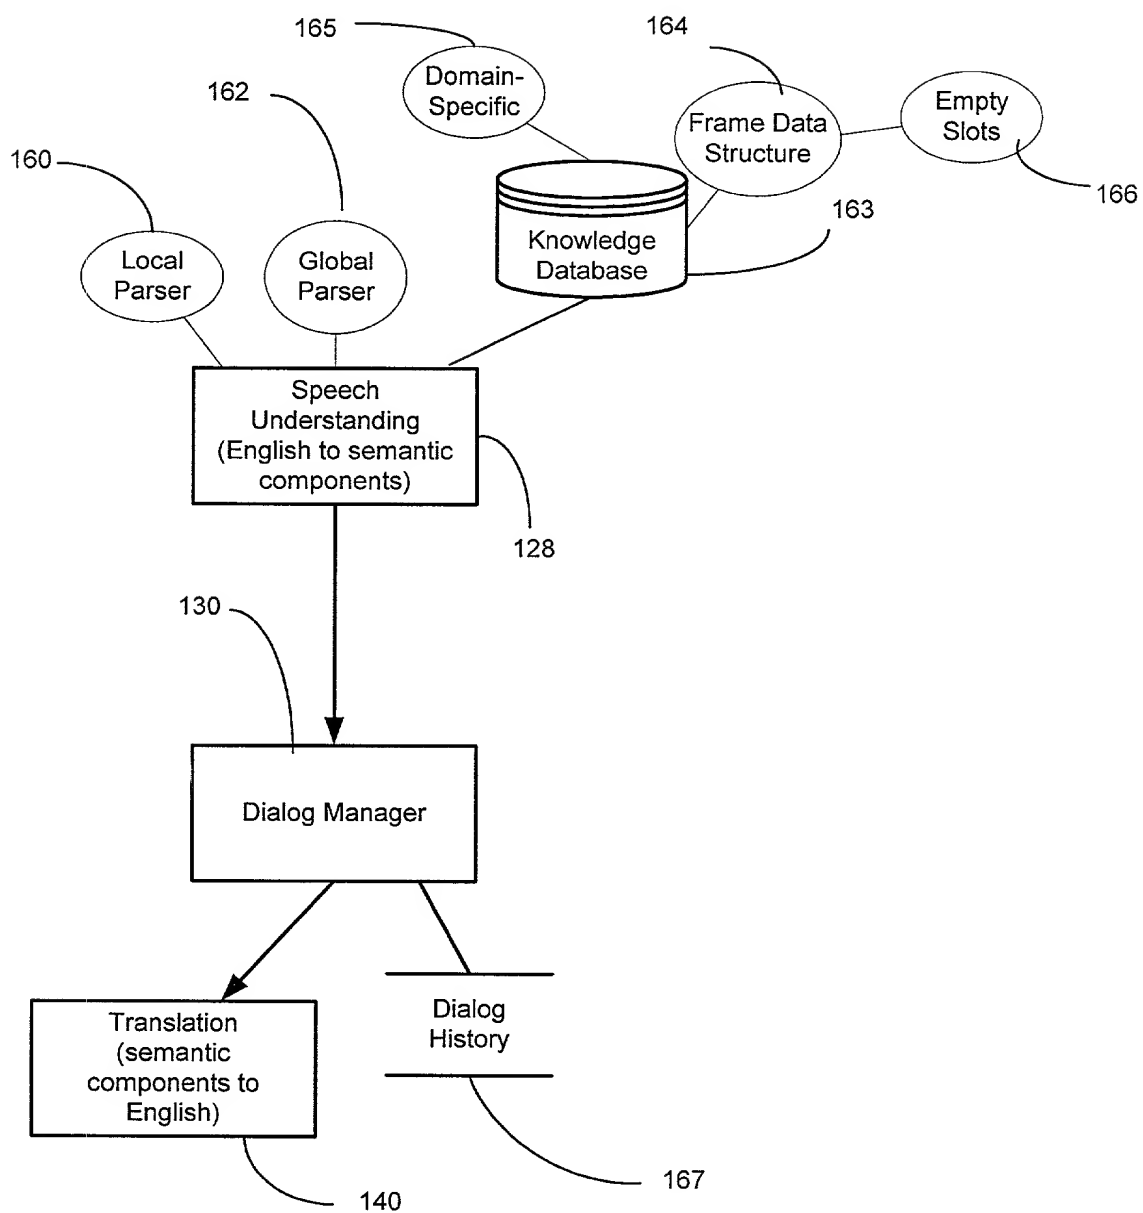 165
164
Domain-
Specific
162
Empty
Slots
Frame Data
Structure
160
166
163
Knowledge
Database
Local
Parser
Global
Parser
Speech
Understanding
(English to semantic
components)
128
130
Dialog Manager
Translation
(semantic
components to
English)
Dialog
History
167
140